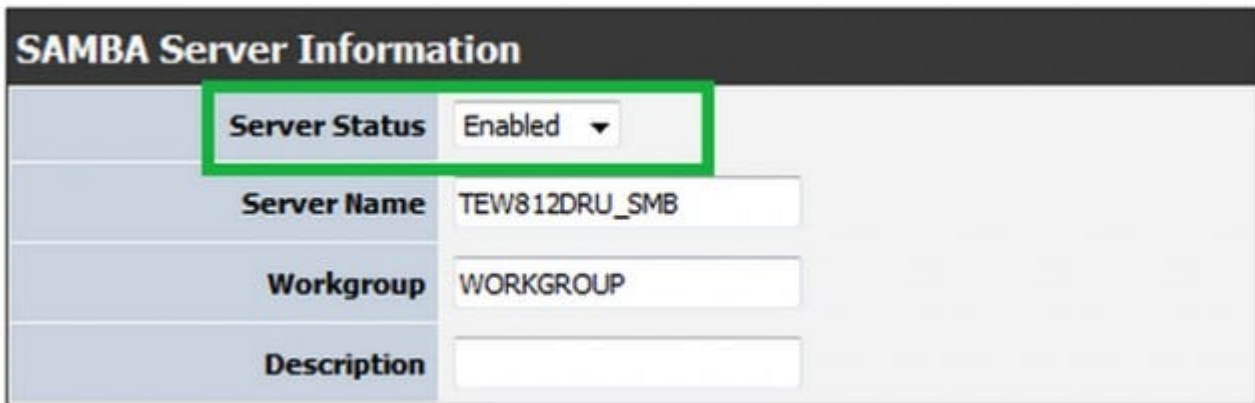 SAMBA Server Information
Server Status Enabled
Server Name TEW812DRU_SMB
Workgroup WORKGROUP
Description